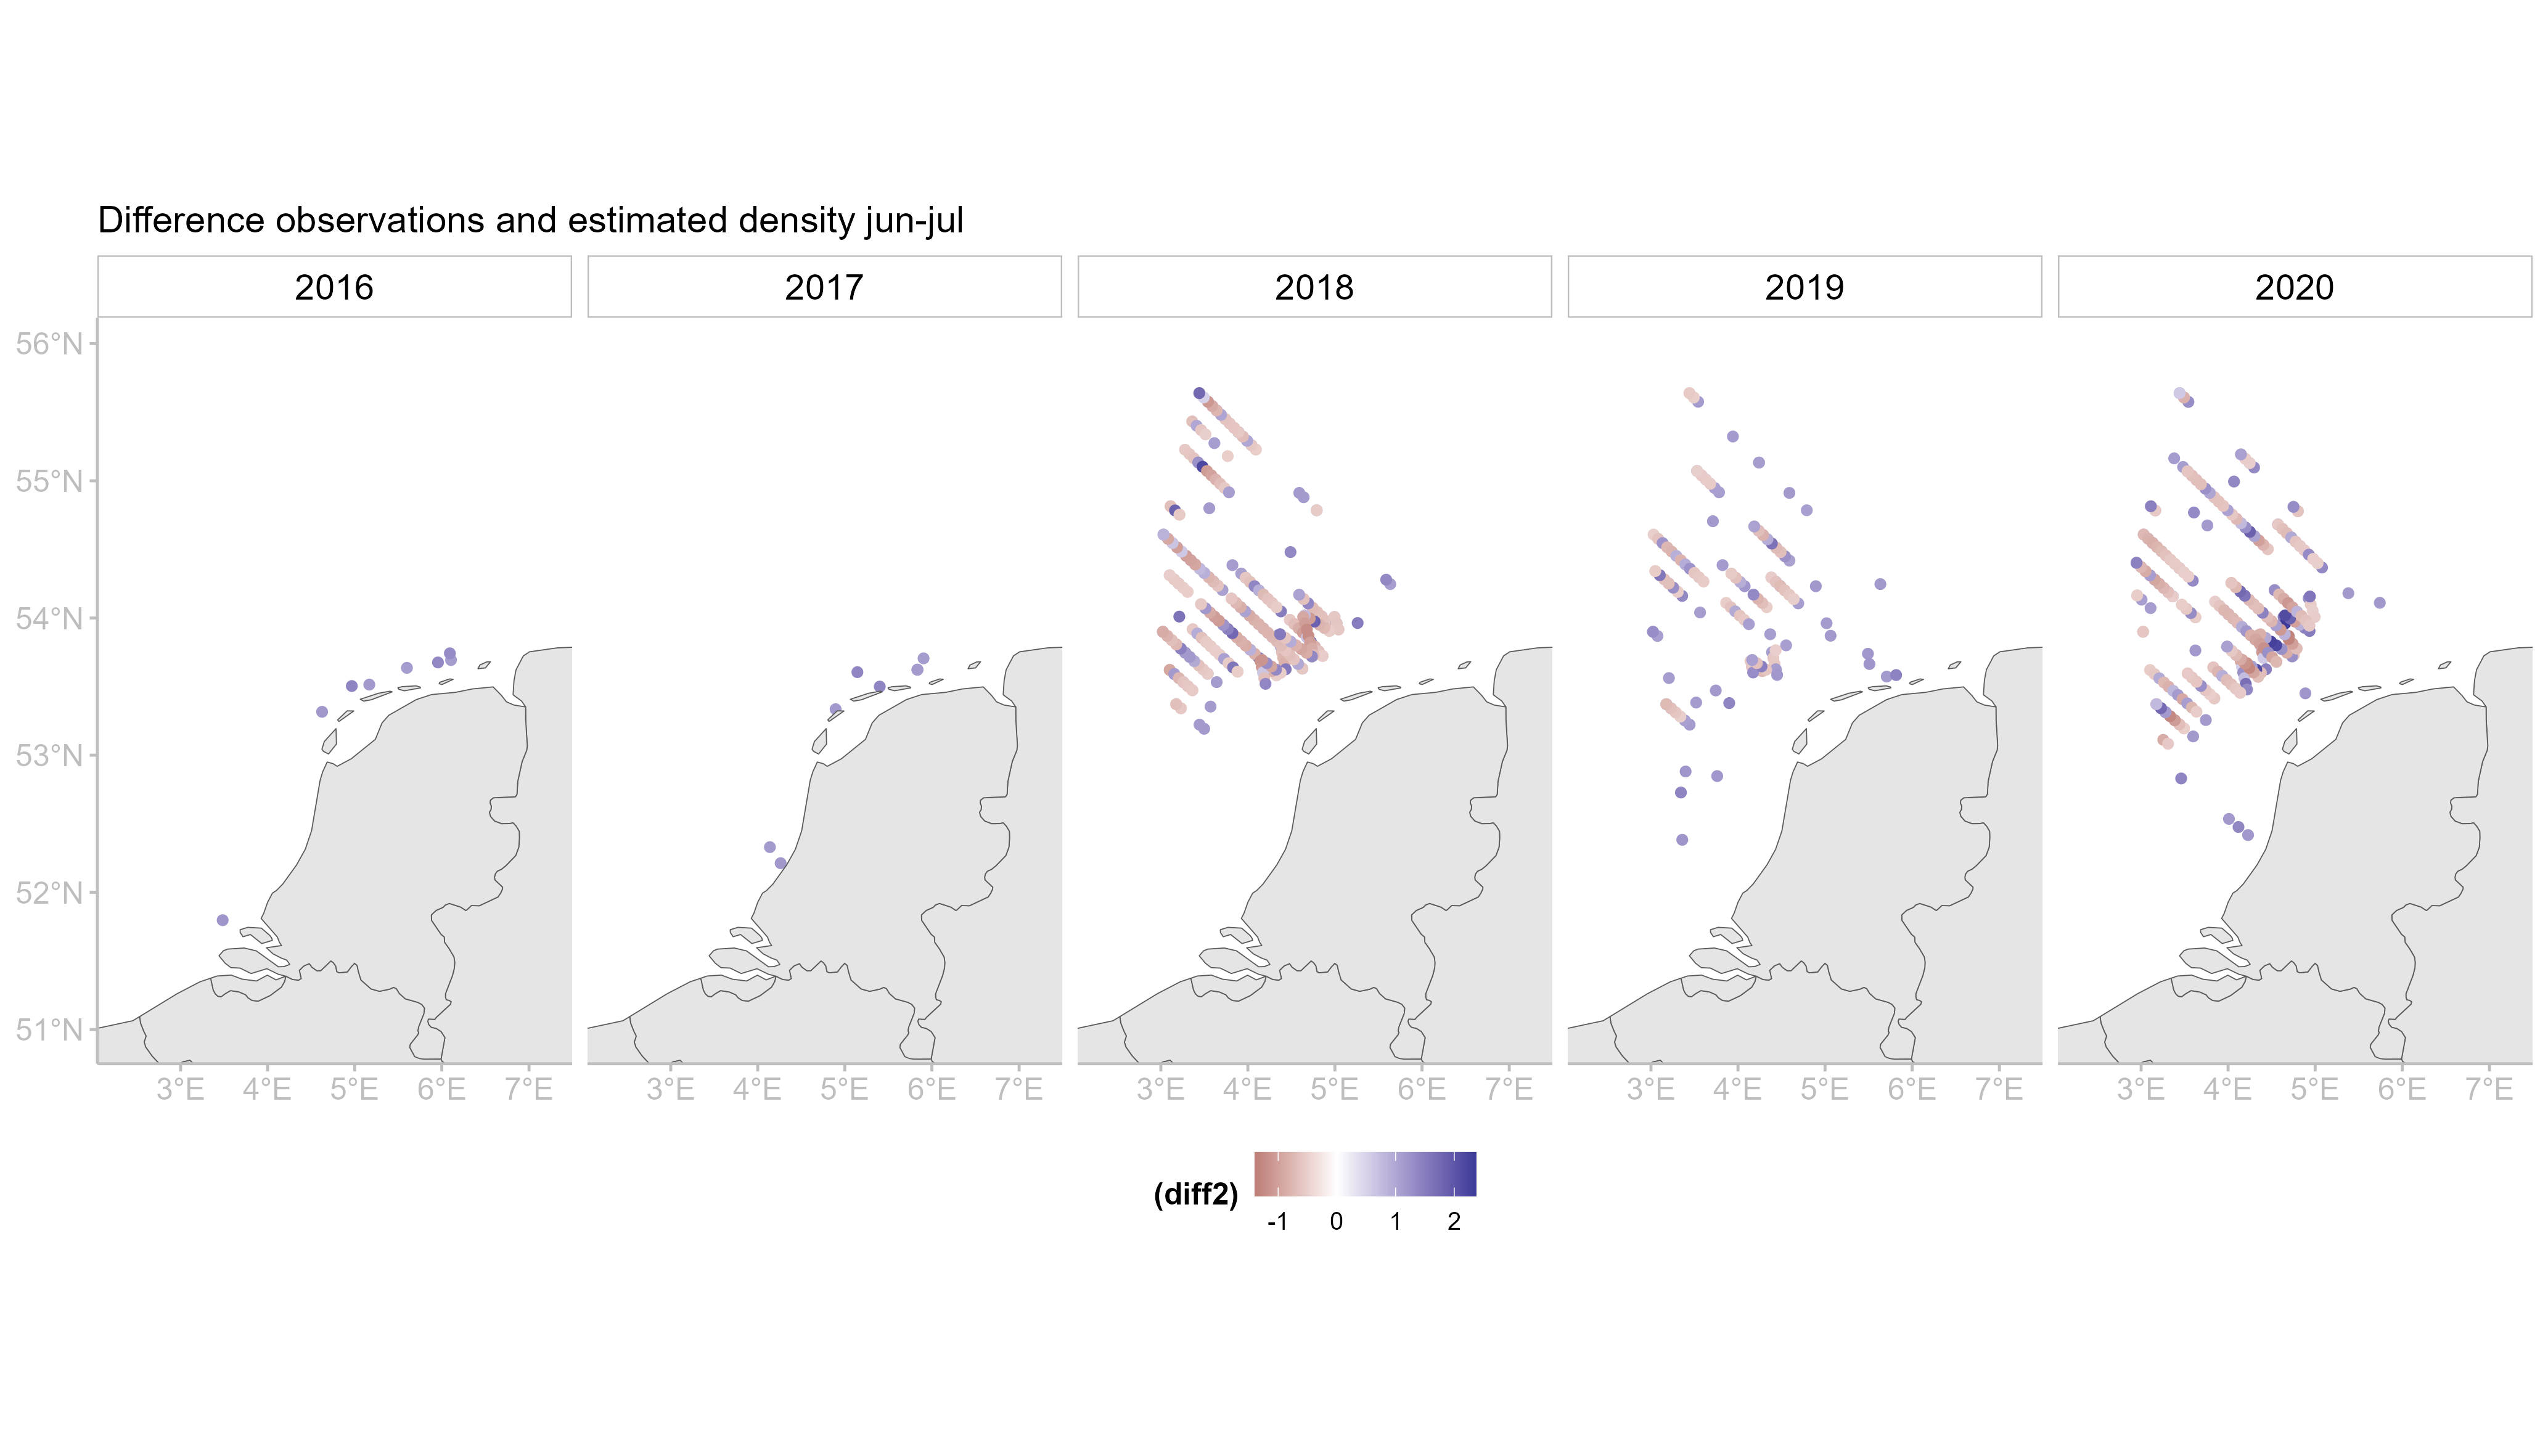 Difference observations and estimated density jun-jul
2016 2017 2018 2019 2020
56°N
55°N
54°N
53°N
52°N
51°N
3°E 4°E 5°E 6°E 7°E 3°E 4°E 5°E 6°E 7°E 3°E 4°E 5°E 6°E 7°E 3°E 4°E 5°E 6°E 7°E 3°E 4°E 5°E 6°E 7°E
(diff2)
-1 0 1 2